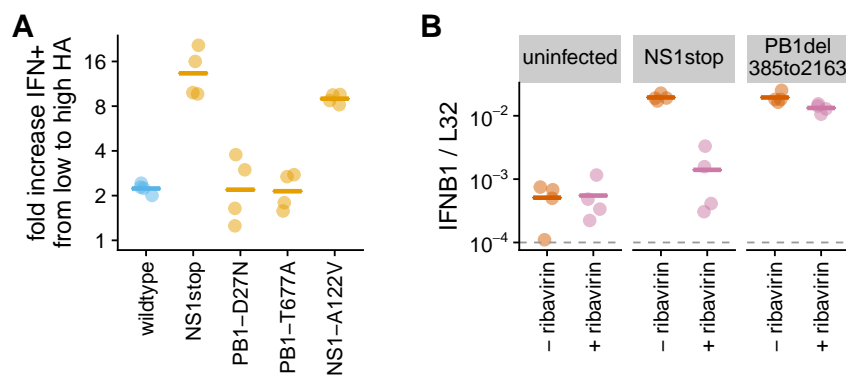 A
fold increase IFN+
from low to high HA
16
8
4
2
1
wildtype
NS1stop
PB1–D27N
PB1–T677A
NS1–A122V
B
uninfected
NS1stop
PB1del
385to2163
IFNB1 / L32
10−2
10−3
10−4
– ribavirin
+ ribavirin
– ribavirin
+ ribavirin
– ribavirin
+ ribavirin